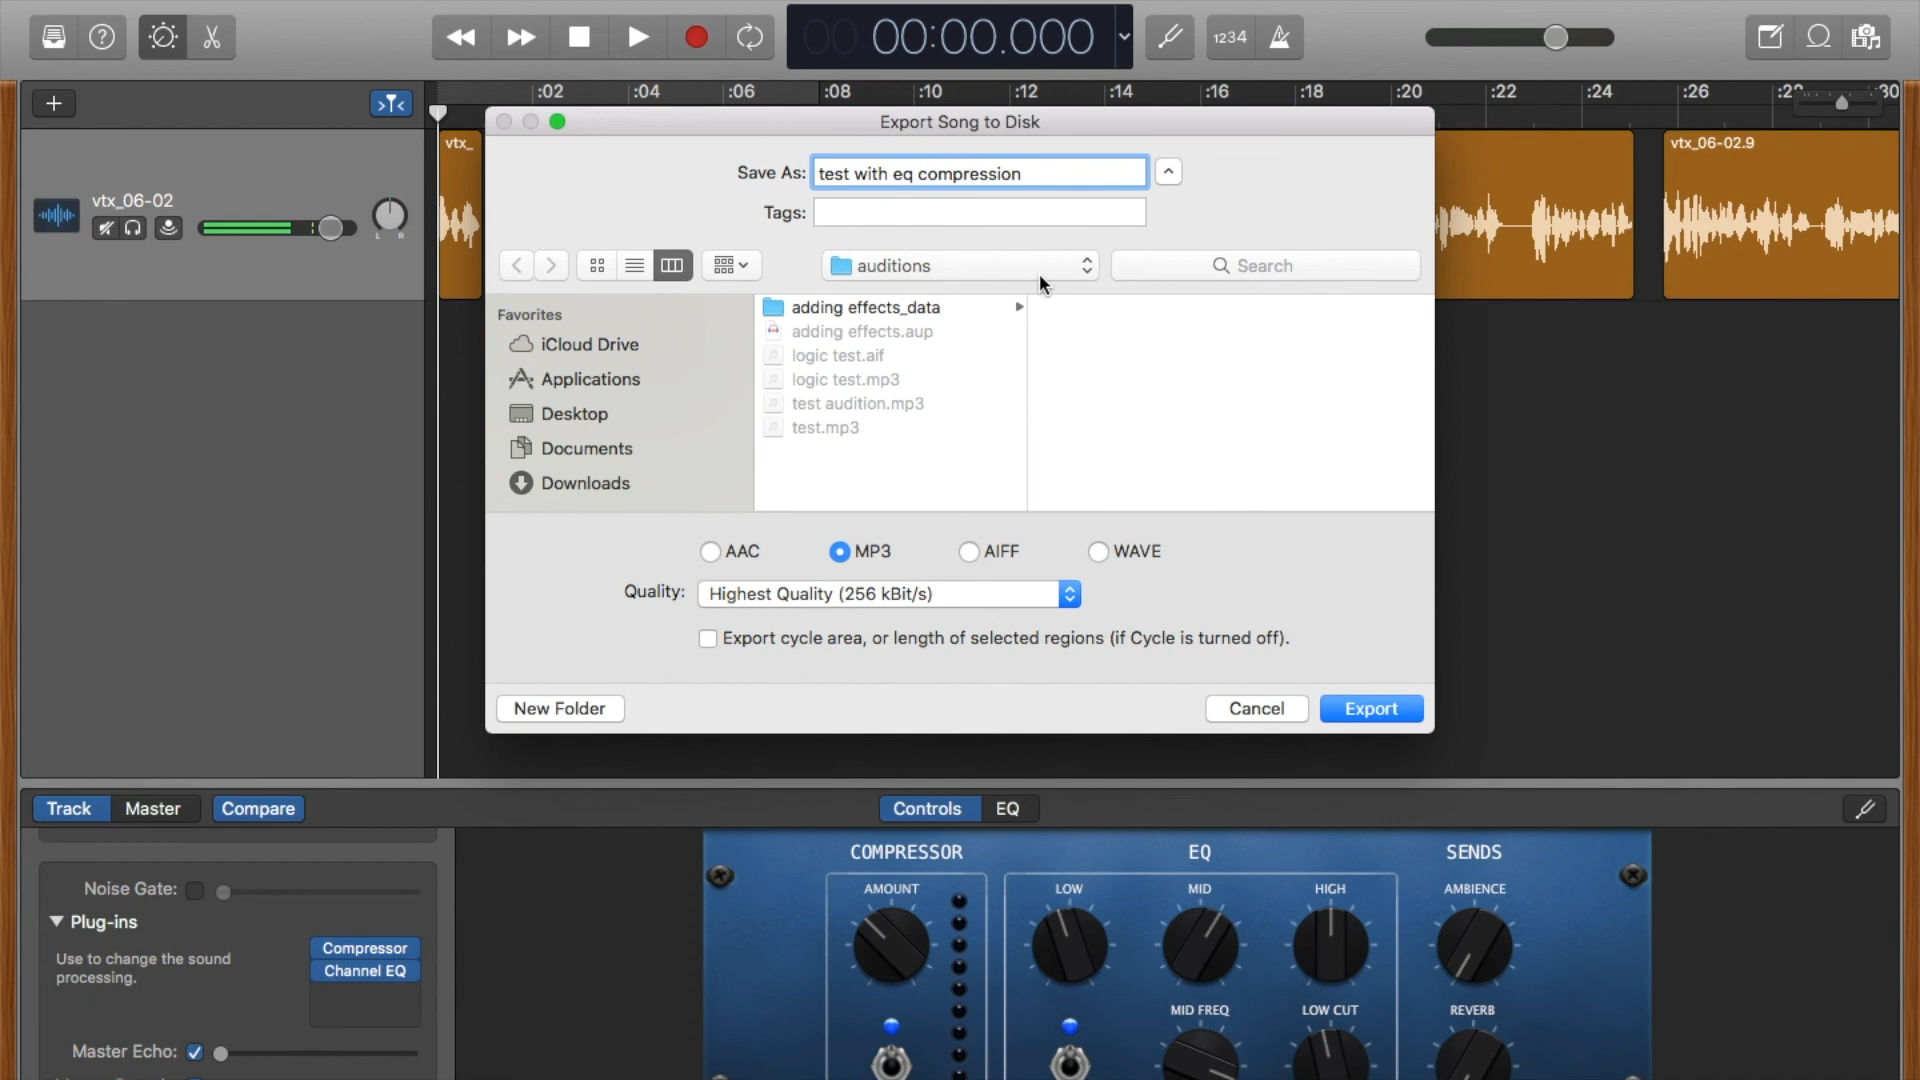 00:00.000
1234
:02 :04 :06 :08 :10 :12 :14 :16 :18 :20 :22 :24 :26
Export Song to Disk
vtx_
vtx_06-02.9
Save As: test with eq compression
Tags:
vtx_06-02
L R
auditions
Search
Favorites
iCloud Drive
Applications
Desktop
Documents
Downloads
adding effects_data
adding effects.aup
logic test.aif
logic test.mp3
test audition.mp3
test.mp3
AAC MP3 AIFF WAVE
Quality: Highest Quality (256 kBit/s)
Export cycle area, or length of selected regions (if Cycle is turned off).
New Folder Cancel Export
Track Master Compare Controls EQ
Noise Gate:
Plug-ins
Use to change the sound
processing.
Compressor
Channel EQ
Master Echo:
COMPRESSOR EQ SENDS
AMOUNT LOW MID HIGH AMBIENCE
MID FREQ LOW CUT REVERB